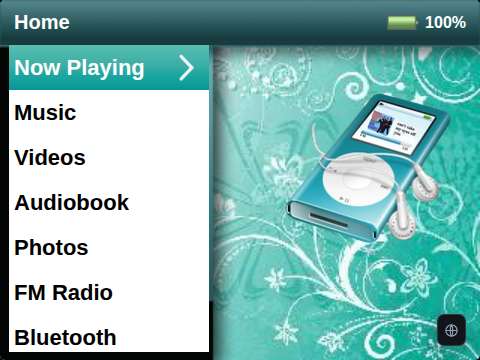 Home
100%
Now Playing
Music
Videos
Audiobook
Photos
FM Radio
Bluetooth